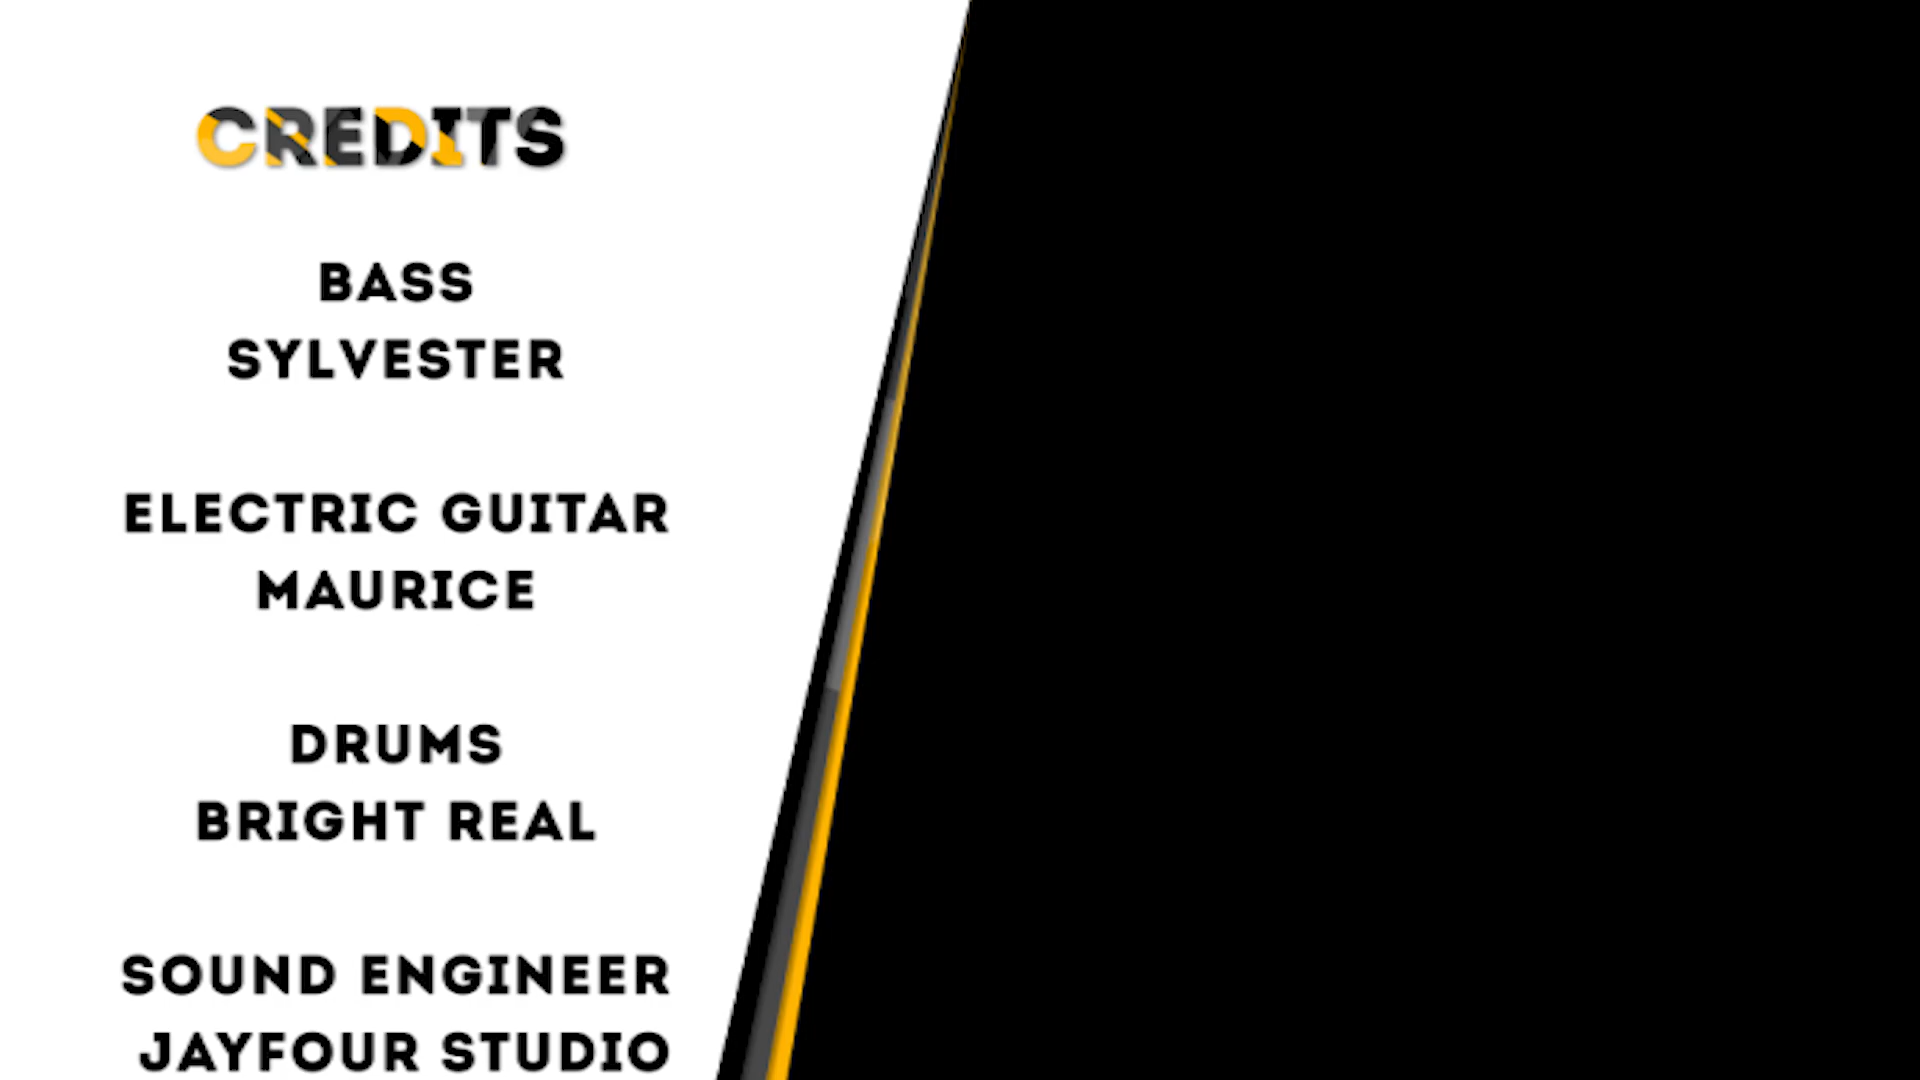 CREDITS
BASS
SYLVESTER
ELECTRIC GUITAR
MAURICE
DRUMS
BRIGHT REAL
SOUND ENGINEER
JAYFOUR STUDIO